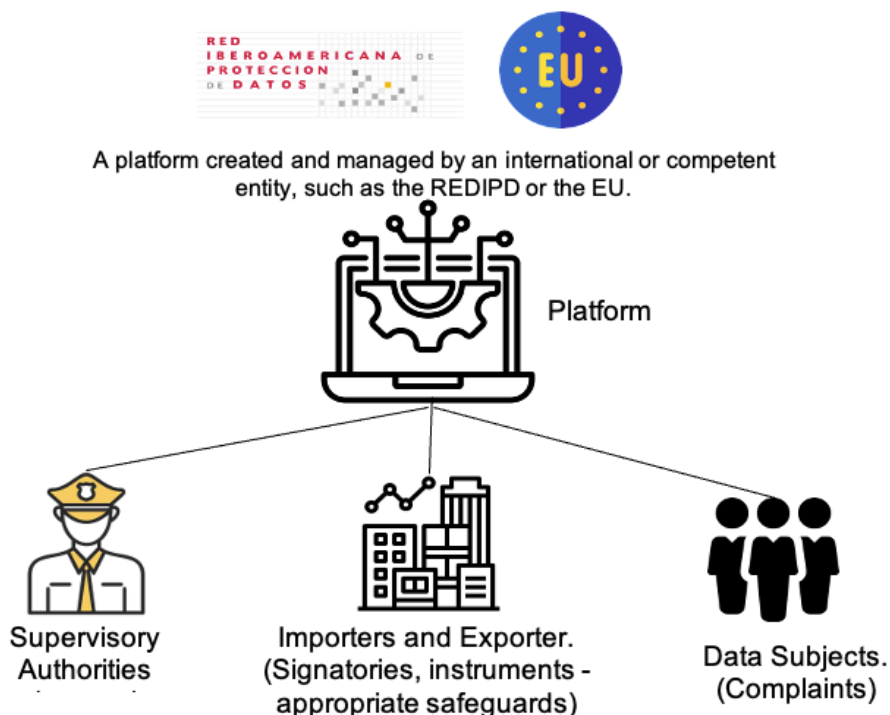 RED
IBEROAMERICANA DE
PROTECCION
DE DATOS
EU
A platform created and managed by an international or competent
entity, such as the REDIPD or the EU.
Platform
Supervisory
Authorities
Importers and Exporter.
(Signatories, instruments -
appropriate safeguards)
Data Subjects.
(Complaints)